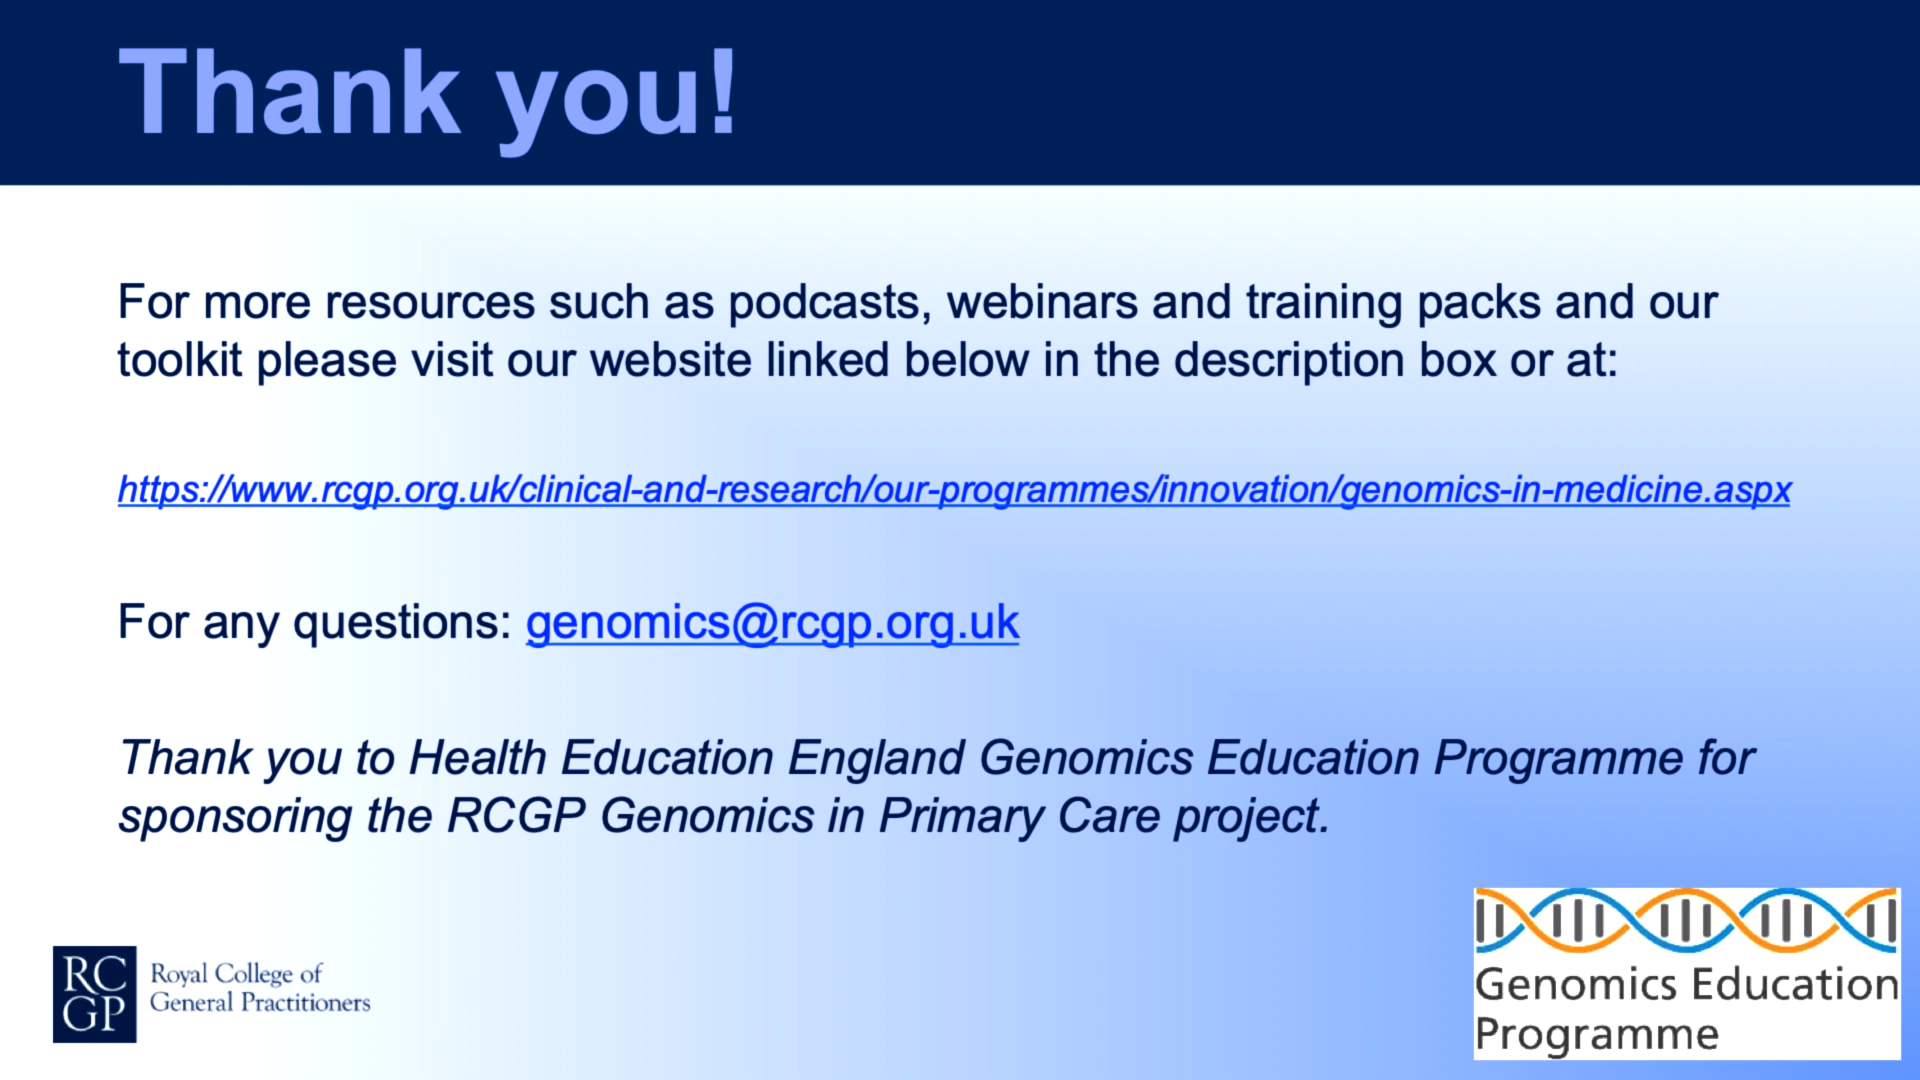 Thank you!
For more resources such as podcasts, webinars and training packs and our
toolkit please visit our website linked below in the description box or at:
https://www.rcgp.org.uk/clinical-and-research/our-programmes/innovation/genomics-in-medicine.aspx
For any questions: genomics@rcgp.org.uk
Thank you to Health Education England Genomics Education Programme for
sponsoring the RCGP Genomics in Primary Care project.
RC
GP
Royal College of
General Practitioners
Genomics Education
Programme